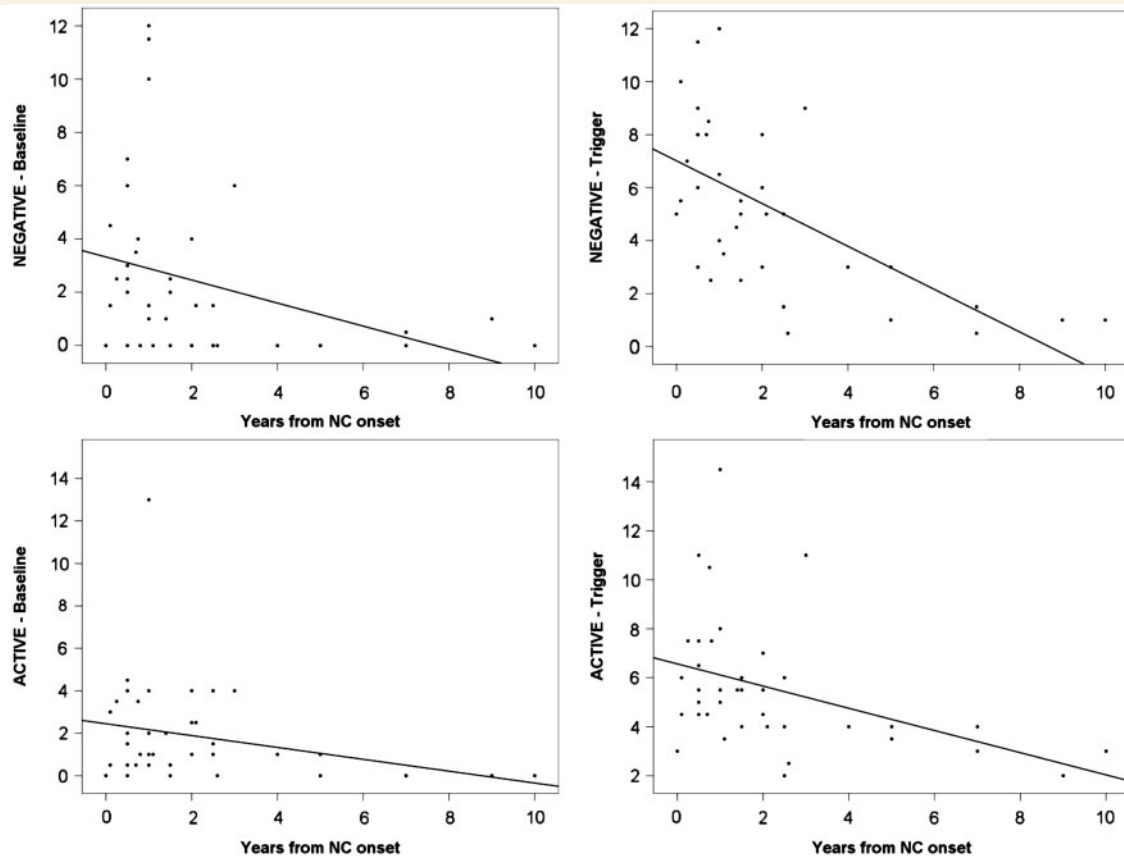 NEGATIVE - Baseline
12
10
8
6
4
2
0
0 2 4 6 8 10
Years from NC onset
NEGATIVE - Trigger
12
10
8
6
4
2
0
0 2 4 6 8 10
Years from NC onset
ACTIVE - Baseline
14
12
10
8
6
4
2
0
0 2 4 6 8 10
Years from NC onset
ACTIVE - Trigger
14
12
10
8
6
4
2
0 2 4 6 8 10
Years from NC onset